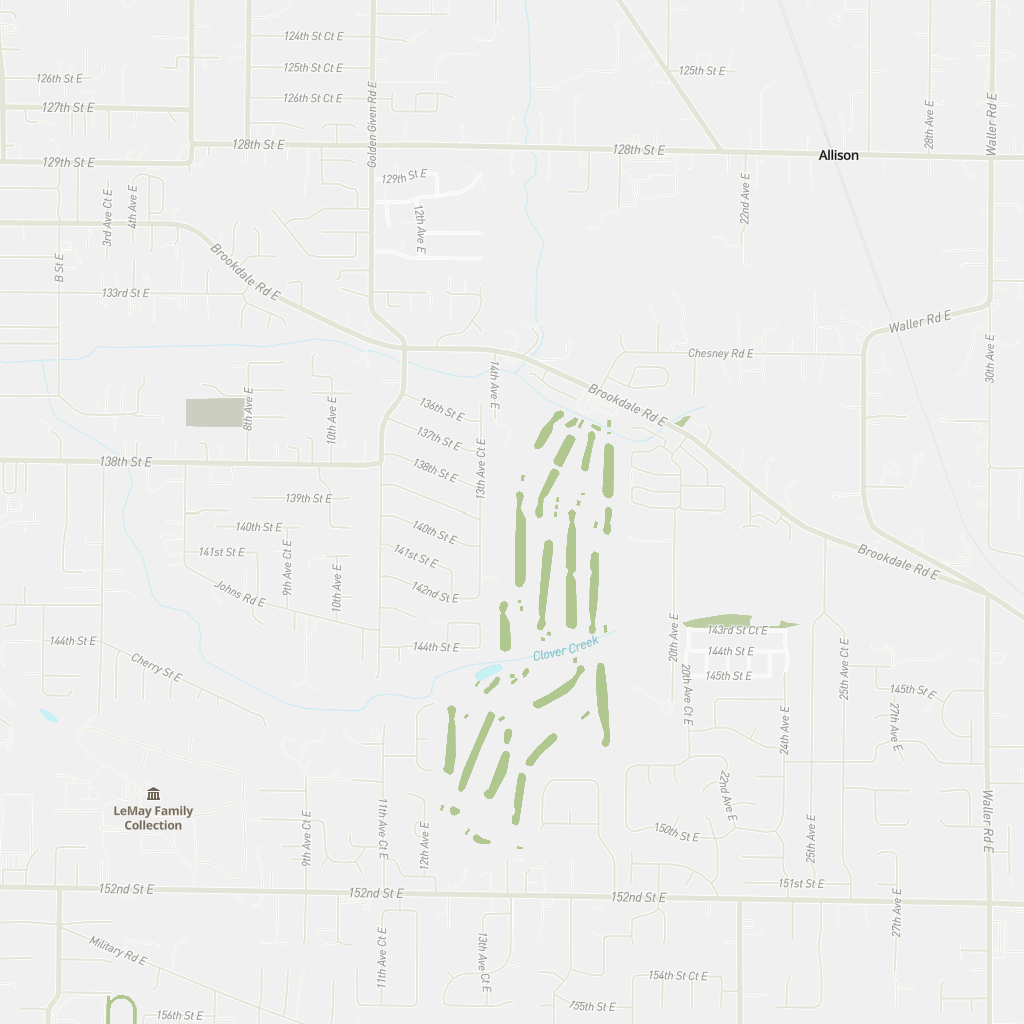 124th St Ct E
125th St Ct E
126th St E
125th St E
126th St Ct E
127th St E
Golden Given Rd E
28th Ave E
Waller Rd E
128th St E
128th St E
Allison
129th St E
129th St E
3rd Ave Ct E
4th Ave E
12th Ave E
22nd Ave E
B St E
Brookdale Rd E
133rd St E
Waller Rd E
30th Ave E
Chesney Rd E
14th Ave E
8th Ave E
10th Ave E
136th St E
Brookdale Rd E
137th St E
13th Ave Ct E
138th St E
138th St E
139th St E
140th St E
140th St E
141st St E
9th Ave Ct E
141st St E
Brookdale Rd E
10th Ave E
Johns Rd E
142nd St E
20th Ave E
143rd St Ct E
144th St E
144th St E
Clover Creek
144th St E
25th Ave Ct E
Cherry St E
20th Ave Ct E
145th St E
145th St E
27th Ave E
24th Ave E
LeMay Family
Collection
22nd Ave E
Waller Rd E
9th Ave Ct E
11th Ave Ct E
12th Ave E
150th St E
25th Ave E
152nd St E
152nd St E
152nd St E
151st St E
27th Ave E
Military Rd E
11th Ave Ct E
13th Ave Ct E
154th St Ct E
155th St E
156th St E